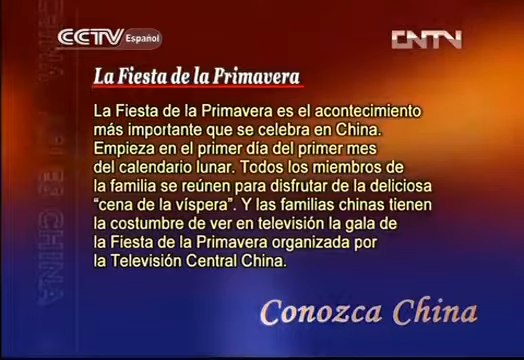 CCTV Español
CNTV
La Fiesta de la Primavera
La Fiesta de la Primavera es el acontecimiento
más importante que se celebra en China.
Empieza en el primer día del primer mes
del calendario lunar. Todos los miembros de
la familia se reúnen para disfrutar de la deliciosa
“cena de la víspera”. Y las familias chinas tienen
la costumbre de ver en televisión la gala de
la Fiesta de la Primavera organizada por
la Televisión Central China.
Conozca China